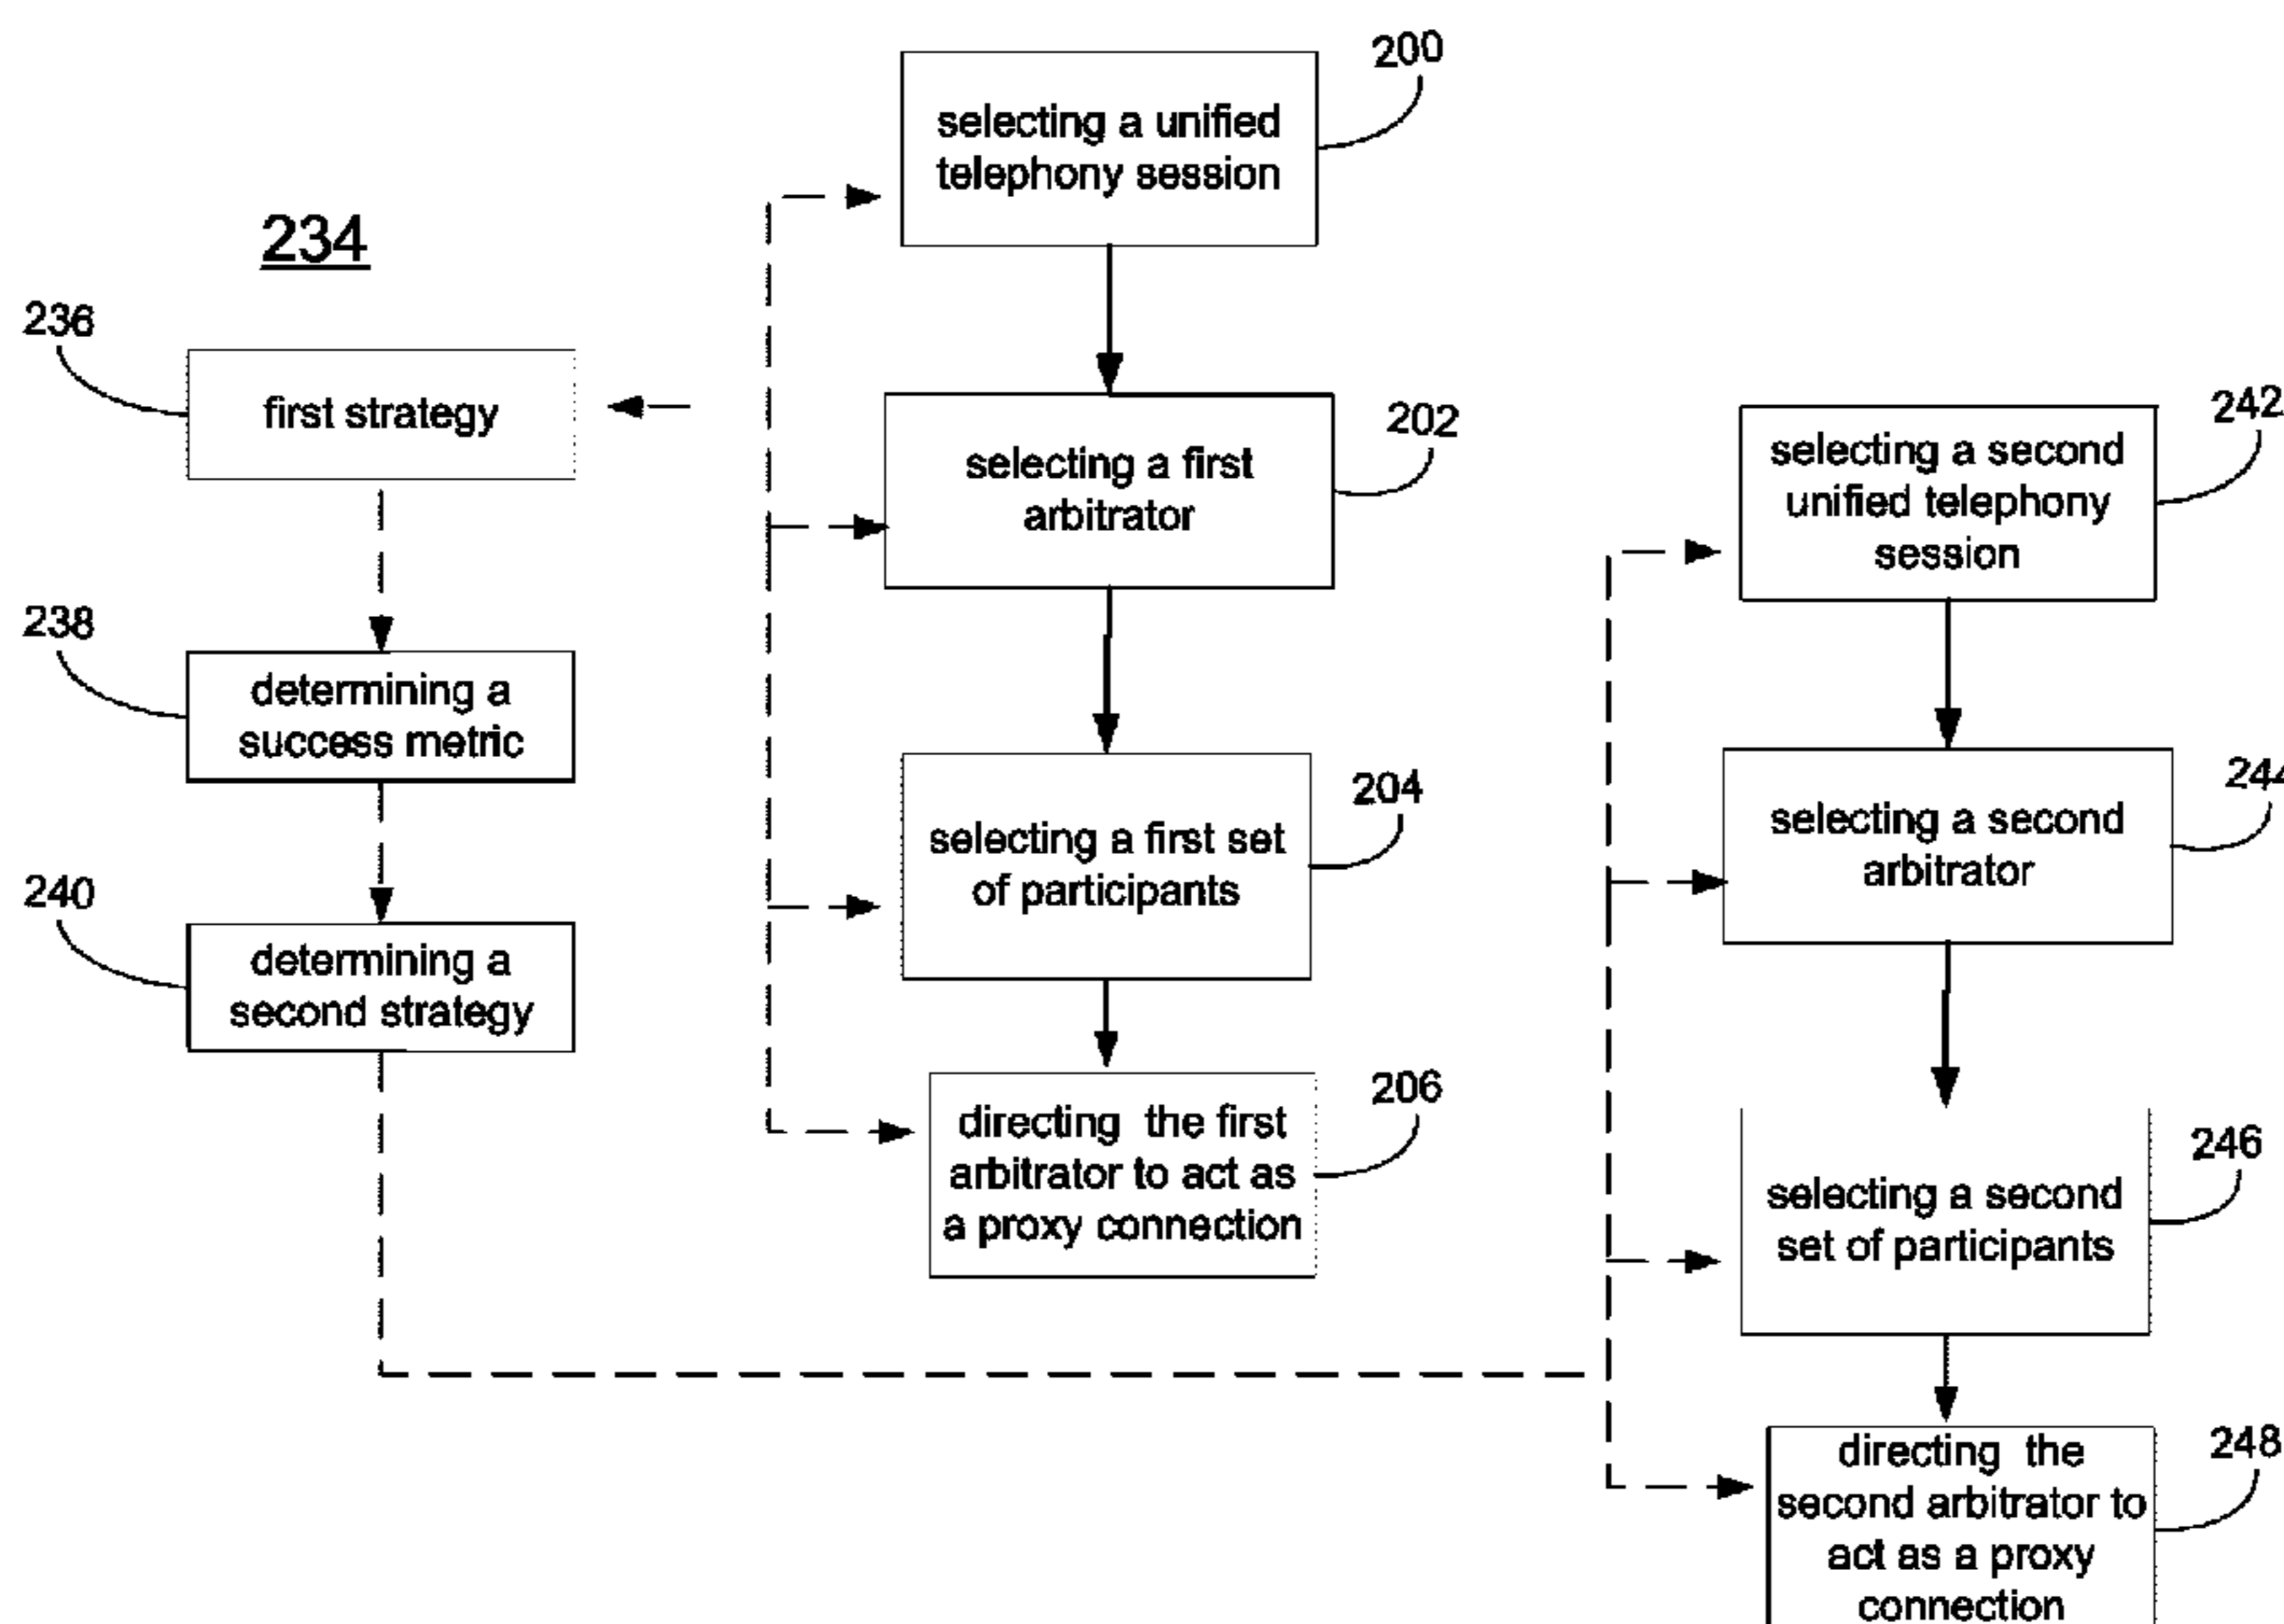 234
236
first strategy
238
determining a
success metric
240
determining a
second strategy
200
selecting a unified
telephony session
202
selecting a first
arbitrator
204
selecting a first set
of participants
206
directing the first
arbitrator to act as
a proxy connection
242
selecting a second
unified telephony
session
244
selecting a second
arbitrator
246
selecting a second
set of participants
248
directing the
second arbitrator to
act as a proxy
connection